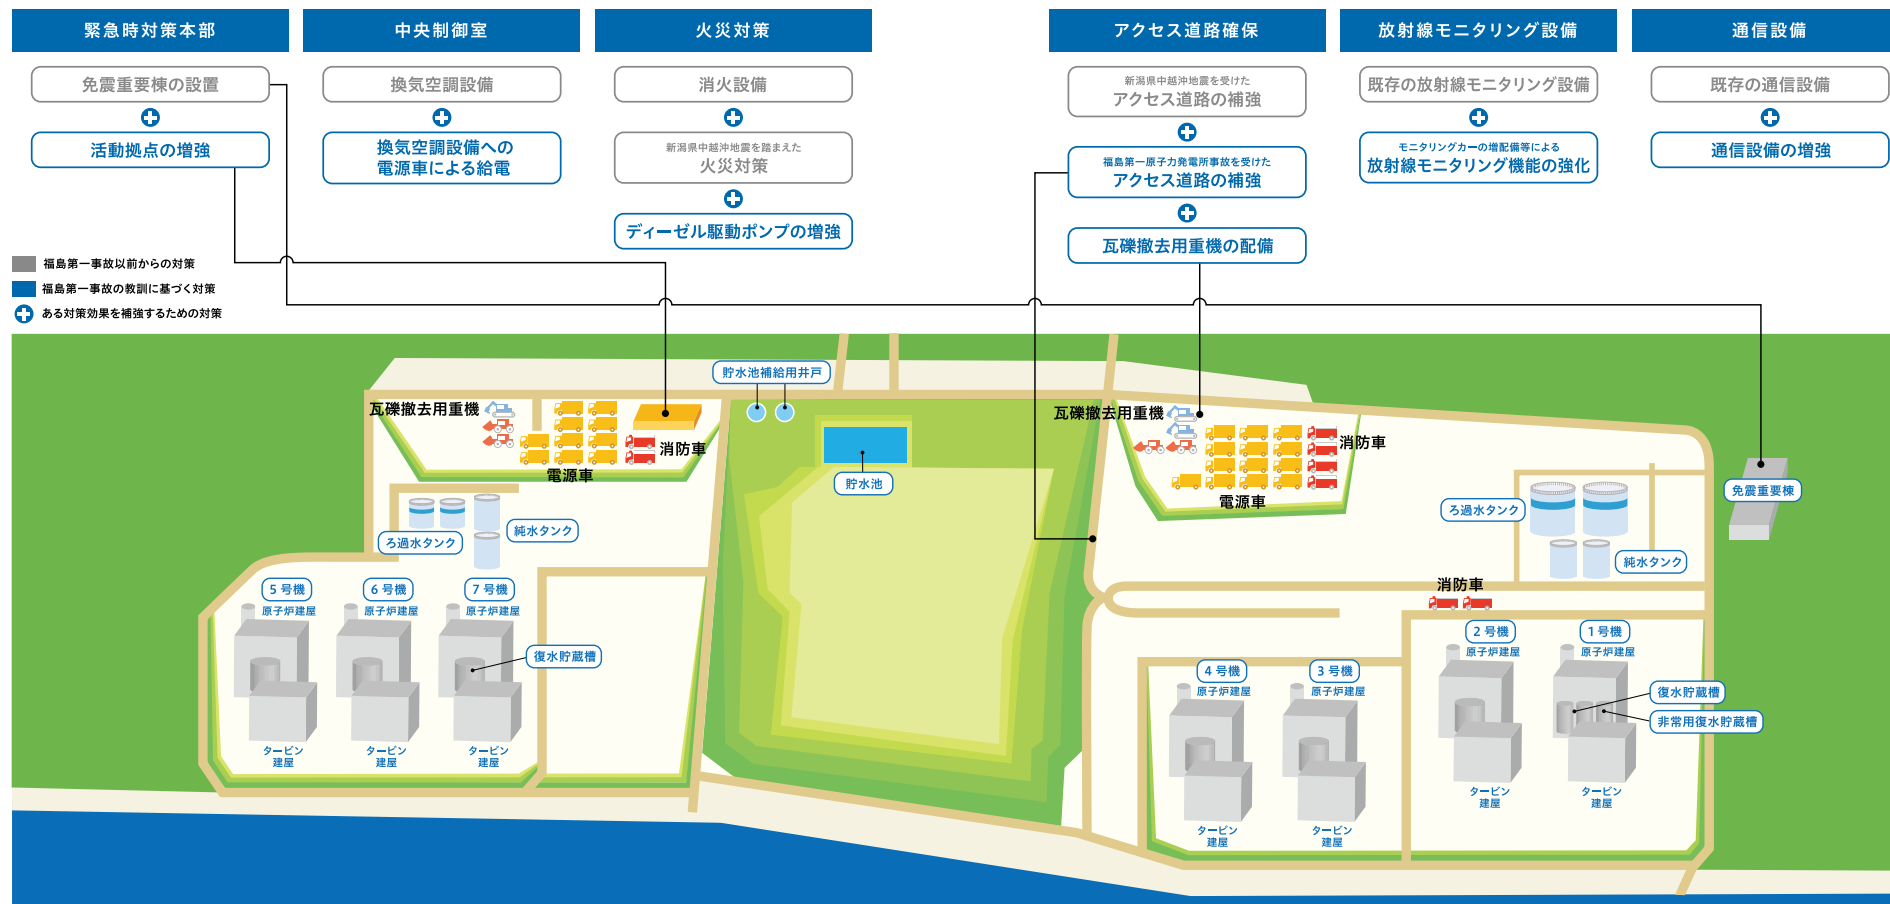 緊急時対策本部
免震重要棟の設置
活動拠点の増強
中央制御室
換気空調設備
換気空調設備への
電源車による給電
火災対策
消火設備
新潟県中越沖地震を踏まえた
火災対策
ディーゼル駆動ポンプの増強
アクセス道路確保
新潟県中越沖地震を受けた
アクセス道路の補強
福島第一原子力発電所事故を受けた
アクセス道路の補強
瓦礫撤去用重機の配備
放射線モニタリング設備
既存の放射線モニタリング設備
モニタリングカーの増配備等による
放射線モニタリング機能の強化
通信設備
既存の通信設備
通信設備の増強
福島第一事故以前からの対策
福島第一事故の教訓に基づく対策
ある対策効果を補強するための対策
貯水池補給用井戸
瓦礫撤去用重機
消防車
電源車
貯水池
瓦礫撤去用重機
消防車
電源車
免震重要棟
ろ過水タンク
純水タンク
ろ過水タンク
純水タンク
消防車
5号機
原子炉建屋
6号機
原子炉建屋
7号機
原子炉建屋
復水貯蔵槽
タービン
建屋
タービン
建屋
タービン
建屋
4号機
原子炉建屋
3号機
原子炉建屋
2号機
原子炉建屋
1号機
原子炉建屋
復水貯蔵槽
非常用復水貯蔵槽
タービン
建屋
タービン
建屋
タービン
建屋
タービン
建屋